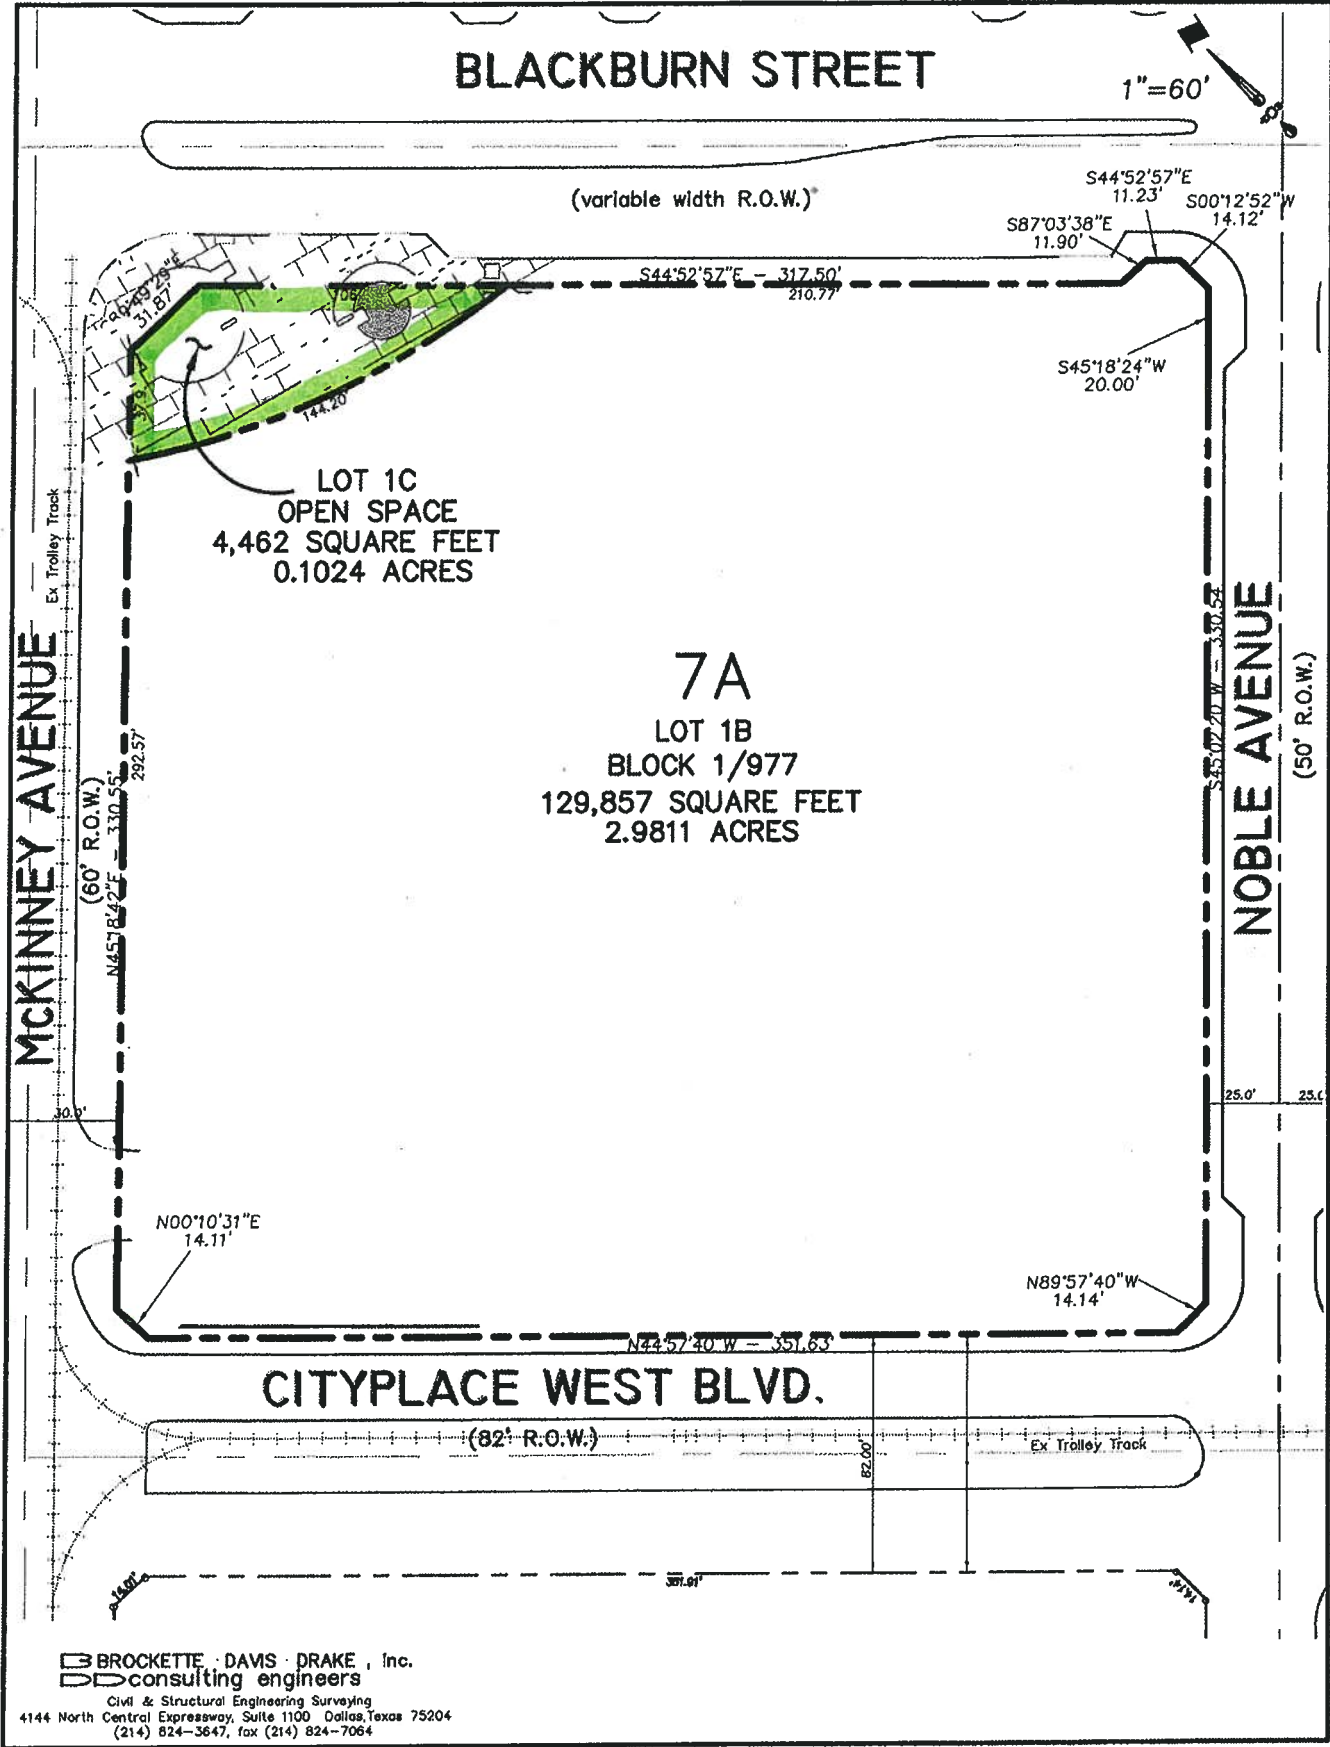 BLACKBURN STREET
1"=60'
(variable width R.O.W.)
S44°52'57"E
11.23'
S00°12'52"W
14.12'
S87°03'38"E
11.90'
S44°52'57"E - 317.50'
210.77'
31.87'
S45°18'24"W
20.00'
144.20'
LOT 1C
OPEN SPACE
4,462 SQUARE FEET
0.1024 ACRES
Ex Trolley Track
McKINNEY AVENUE
(60' R.O.W.)
N45°18'42"E - 330.55'
292.57'
7A
LOT 1B
BLOCK 1/977
129,857 SQUARE FEET
2.9811 ACRES
S45°02'20"W - 330.54'
NOBLE AVENUE
(50' R.O.W.)
30.0'
25.0'
N00°10'31"E
14.11'
N89°57'40"W
14.14'
N44°57'40"W - 351.63'
CITYPLACE WEST BLVD.
(82' R.O.W.)
Ex Trolley Track
82.00'
14.14'
BROCKETTE · DAVIS · DRAKE , Inc.
consulting engineers
Civil & Structural Engineering Surveying
4144 North Central Expressway, Suite 1100 Dallas, Texas 75204
(214) 824-3647, fax (214) 824-7064